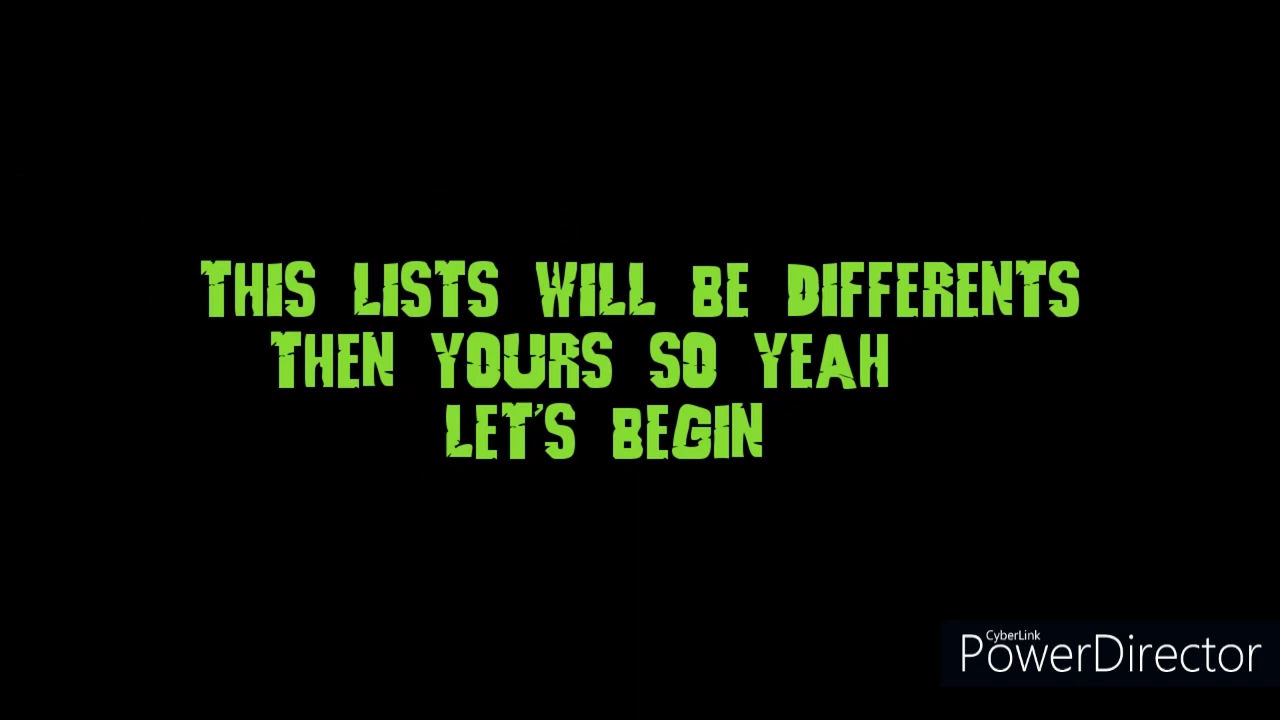 THIS LISTS WILL BE DIFFERENTS
THEN YOURS SO YEAH
LET'S BEGIN
CyberLink
PowerDirector